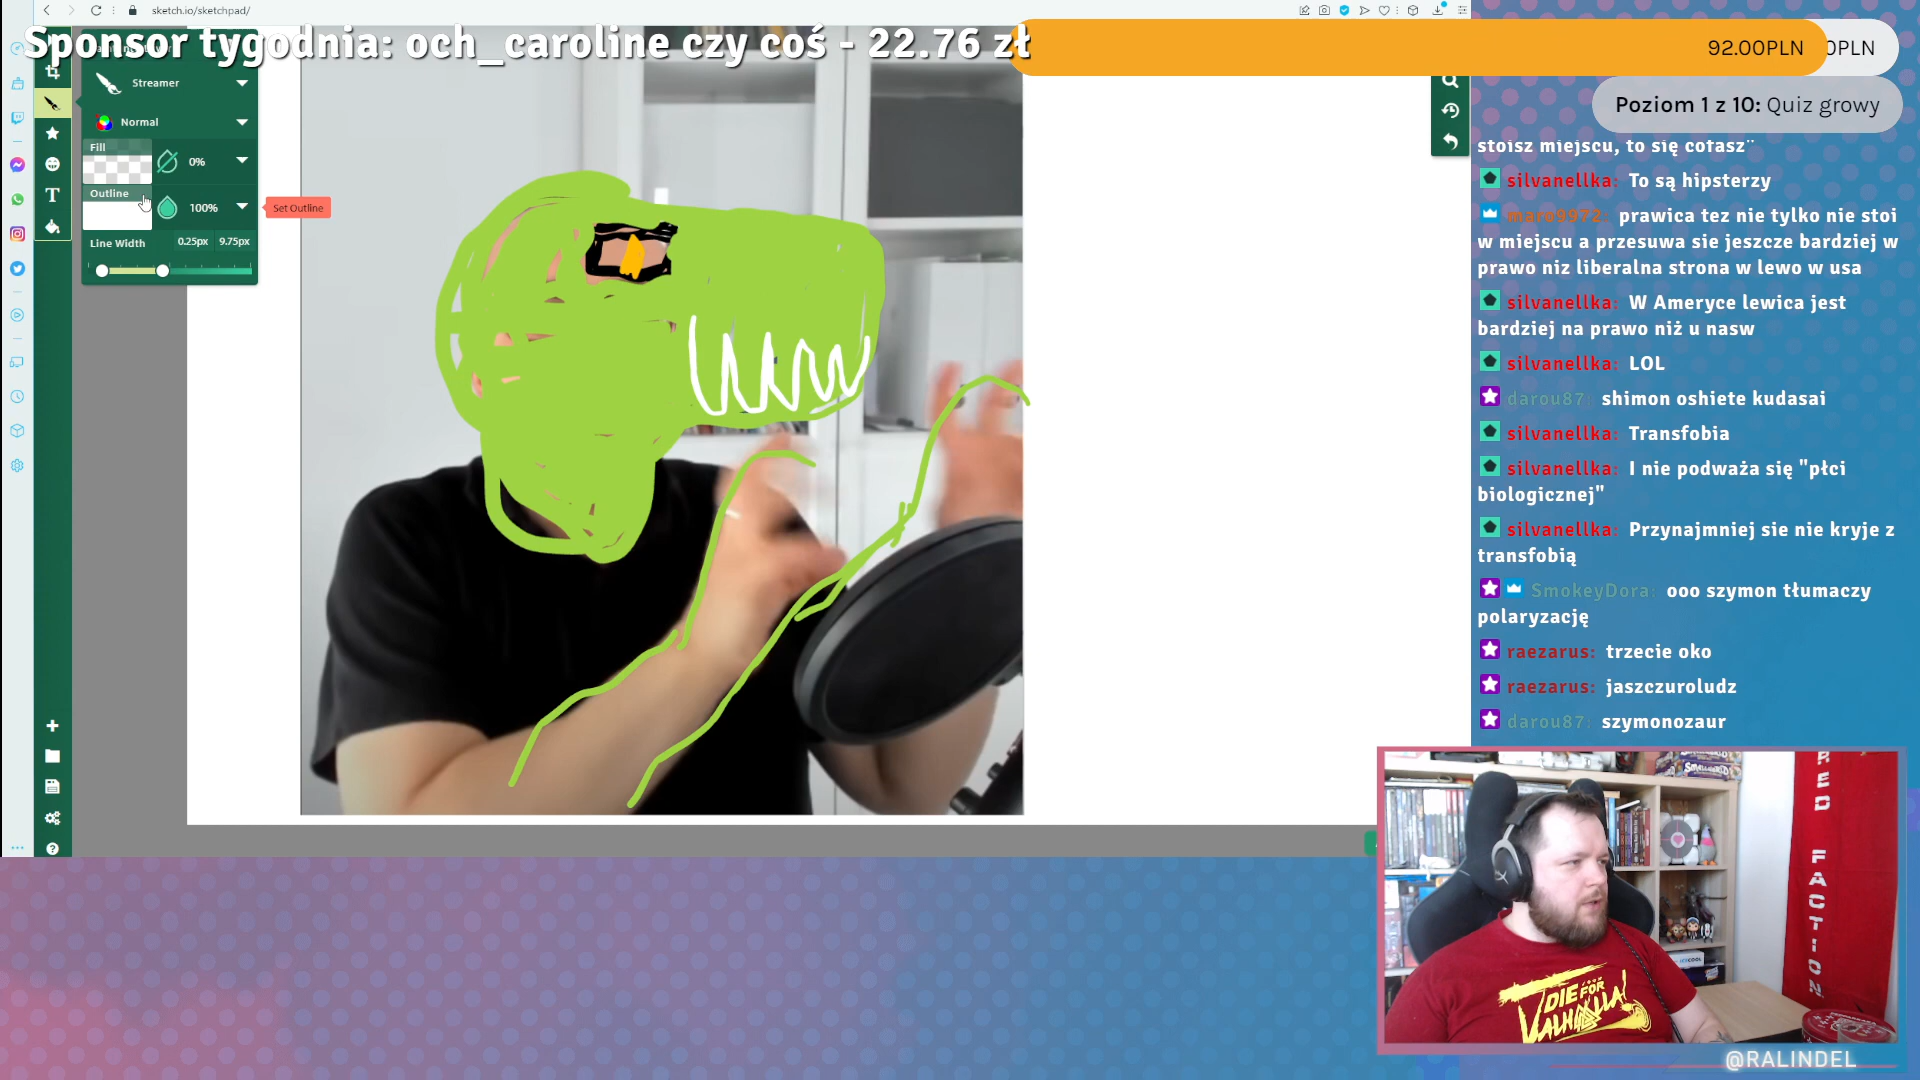 sketch.io/sketchpad/
Sponsor tygodnia: och_caroline czy coś - 22.76 zł
92.00PLN
0PLN
Poziom 1 z 10: Quiz growy
Streamer
Normal
Fill
0%
Outline
100%
Set Outline
Line Width
0.25px
9.75px
T
stoisz miejscu, to się cofasz"
silvanellka: To są hipsterzy
maro9972: prawica tez nie tylko nie stoi
w miejscu a przesuwa sie jeszcze bardziej w
prawo niz liberalna strona w lewo w usa
silvanellka: W Ameryce lewica jest
bardziej na prawo niż u nasw
silvanellka: LOL
darou87: shimon oshiete kudasai
silvanellka: Transfobia
silvanellka: I nie podważa się "płci
biologicznej"
silvanellka: Przynajmniej sie nie kryje z
transfobią
SmokeyDora: ooo szymon tłumaczy
polaryzację
raezarus: trzecie oko
raezarus: jaszczuroludz
darou87: szymonozaur
RED FACTION
DIE FOR
VALHALLA
@RALINDEL